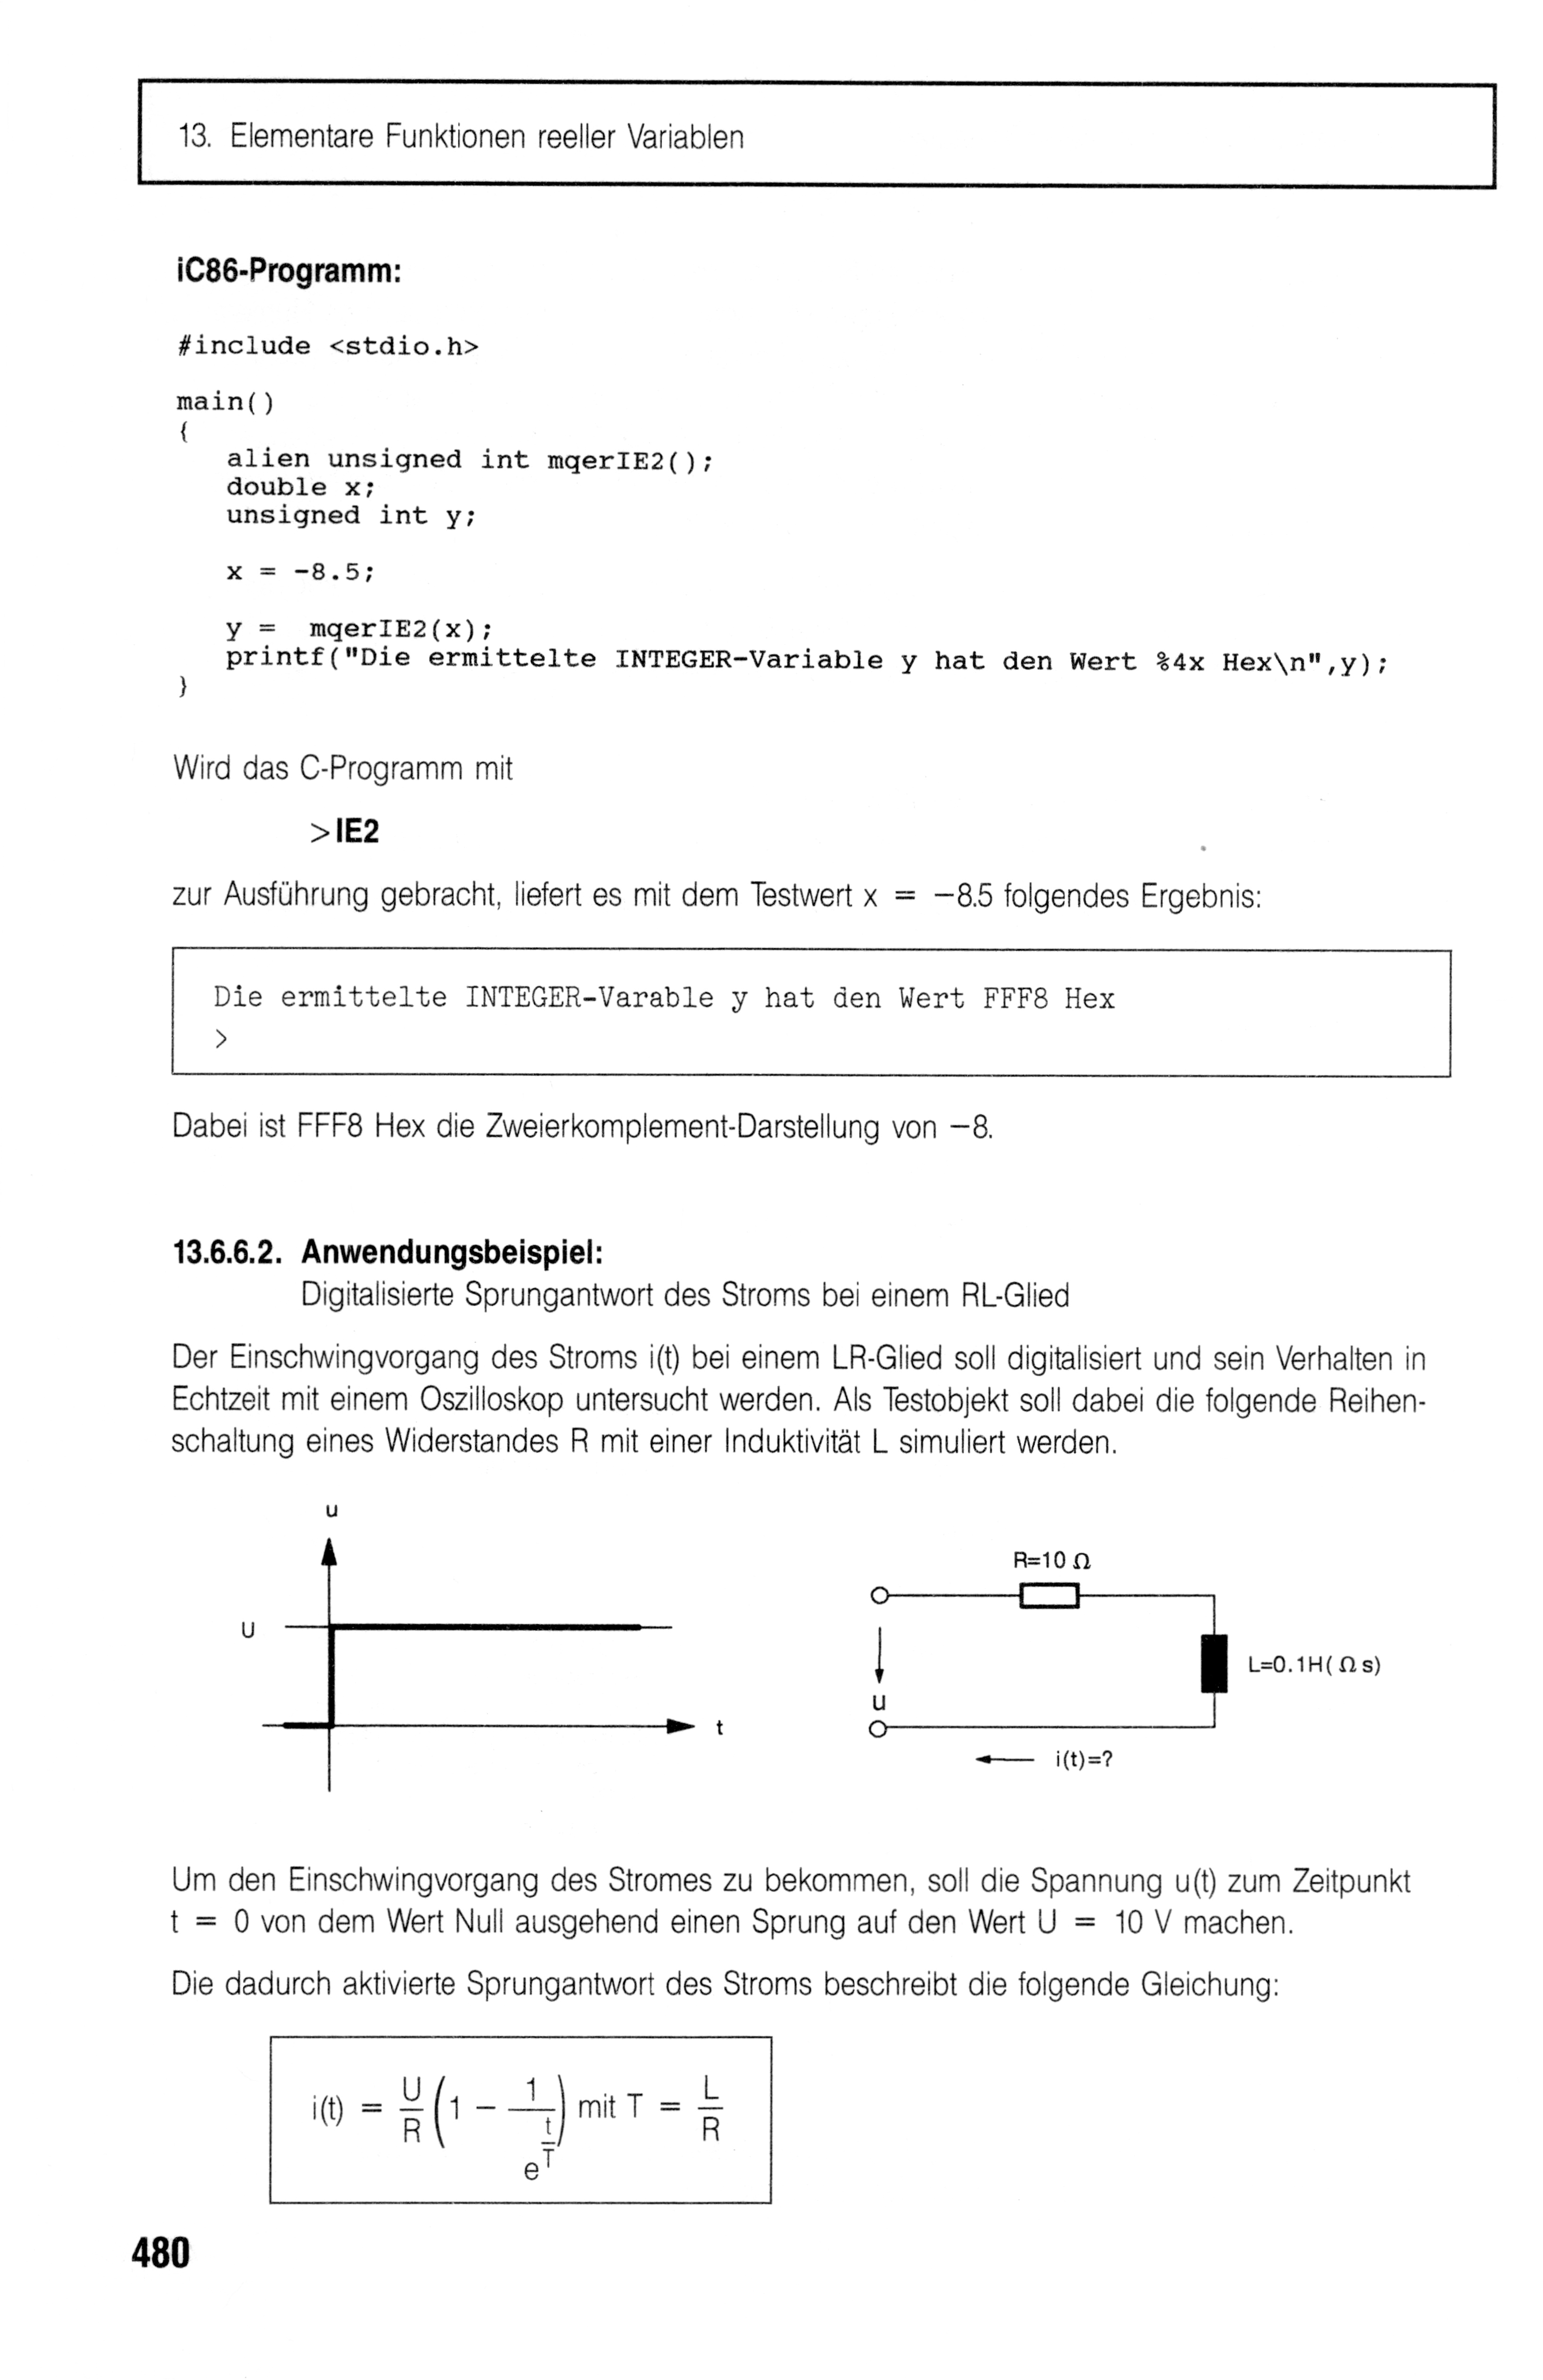 13. Elementare Funktionen reeller Variablen
iC86-Programm:
#include <stdio.h>
main()
{
alien unsigned int mqerIE2();
double x;
unsigned int y;
x = -8.5;
y =  mqerIE2(x);
printf("Die ermittelte INTEGER-Variable y hat den Wert %4x Hex\n",y);
}
Wird das C-Programm mit
>IE2
zur Ausführung gebracht, liefert es mit dem Testwert x = −8.5 folgendes Ergebnis:
Die ermittelte INTEGER-Varable y hat den Wert FFF8 Hex
>
Dabei ist FFF8 Hex die Zweierkomplement-Darstellung von −8.
13.6.6.2. Anwendungsbeispiel:
Digitalisierte Sprungantwort des Stroms bei einem RL-Glied
Der Einschwingvorgang des Stroms i(t) bei einem LR-Glied soll digitalisiert und sein Verhalten in
Echtzeit mit einem Oszilloskop untersucht werden. Als Testobjekt soll dabei die folgende Reihen-
schaltung eines Widerstandes R mit einer Induktivität L simuliert werden.
u
U
t
R=10 Ω
L=0.1H( Ω s)
u
i(t)=?
Um den Einschwingvorgang des Stromes zu bekommen, soll die Spannung u(t) zum Zeitpunkt
t = 0 von dem Wert Null ausgehend einen Sprung auf den Wert U = 10 V machen.
Die dadurch aktivierte Sprungantwort des Stroms beschreibt die folgende Gleichung:
i(t) = U/R (1 − 1/e^(t/T)) mit T = L/R
480